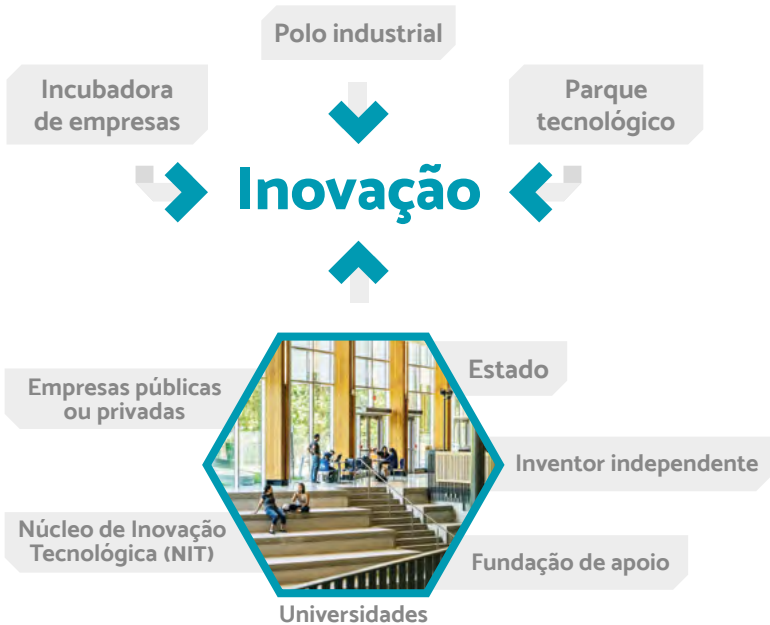 Polo industrial
Incubadora
de empresas
Parque
tecnológico
Inovação
Estado
Empresas públicas
ou privadas
Inventor independente
Núcleo de Inovação
Tecnológica (NIT)
Fundação de apoio
Universidades